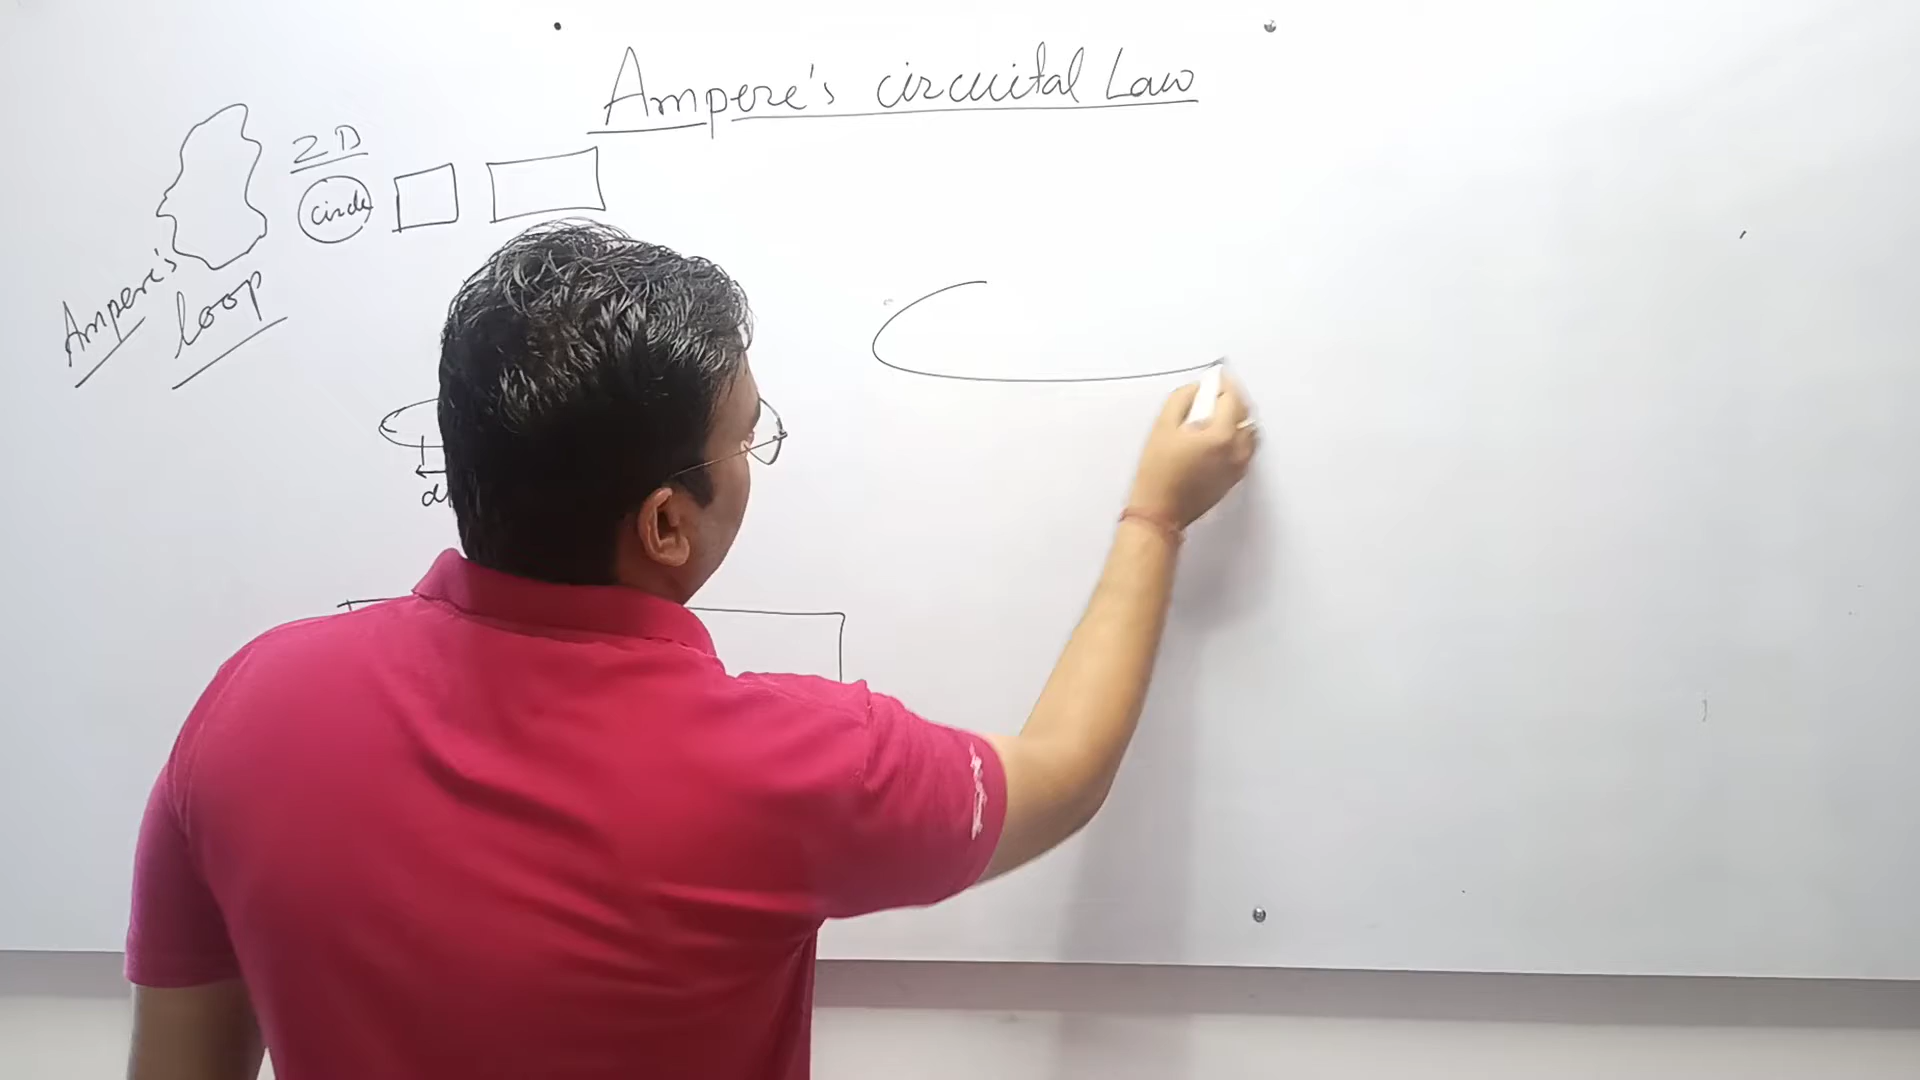 Ampere's circuital Law
2D
circle
Ampere's
loop